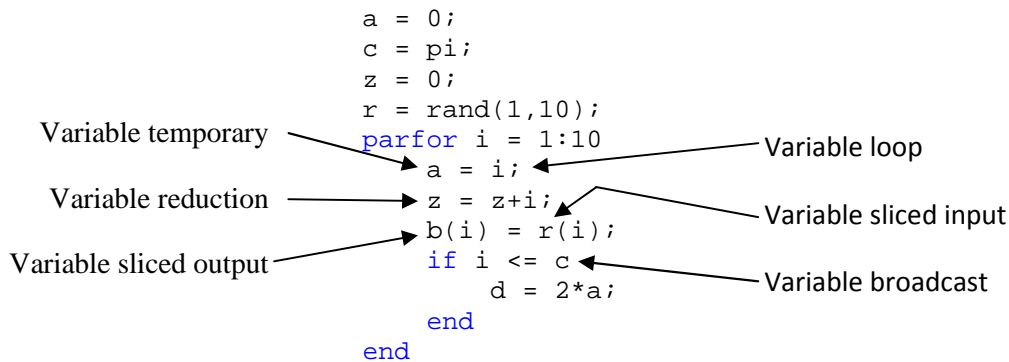 a = 0;
c = pi;
z = 0;
r = rand(1,10);
parfor i = 1:10
a = i;
z = z+i;
b(i) = r(i);
if i <= c
d = 2*a;
end
end
Variable temporary
Variable reduction
Variable sliced output
Variable loop
Variable sliced input
Variable broadcast